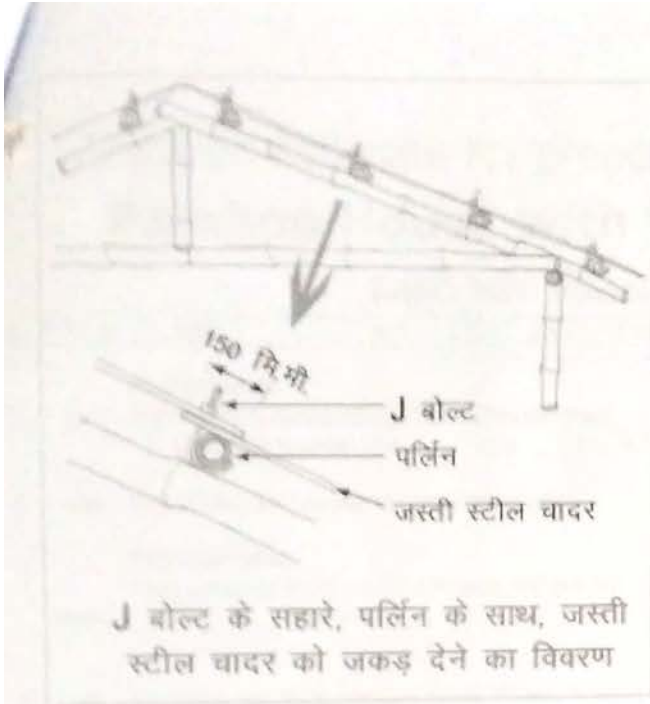 150 मि.मी.
J बोल्ट
पर्लिन
जस्ती स्टील चादर
J बोल्ट के सहारे, पर्लिन के साथ, जस्ती
स्टील चादर को जकड़ देने का विवरण